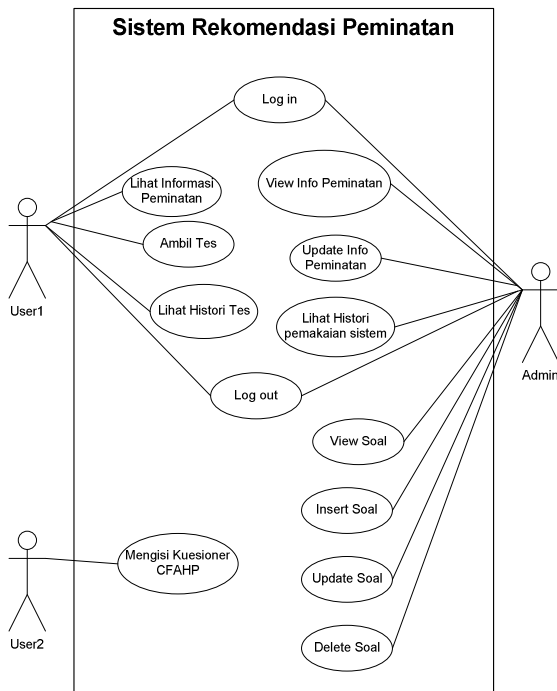 Sistem Rekomendasi Peminatan
Log in
Lihat Informasi
Peminatan
View Info Peminatan
Ambil Tes
Update Info
Peminatan
User1
Lihat Histori Tes
Lihat Histori
pemakaian sistem
Admin
Log out
View Soal
Insert Soal
Mengisi Kuesioner
CFAHP
Update Soal
User2
Delete Soal